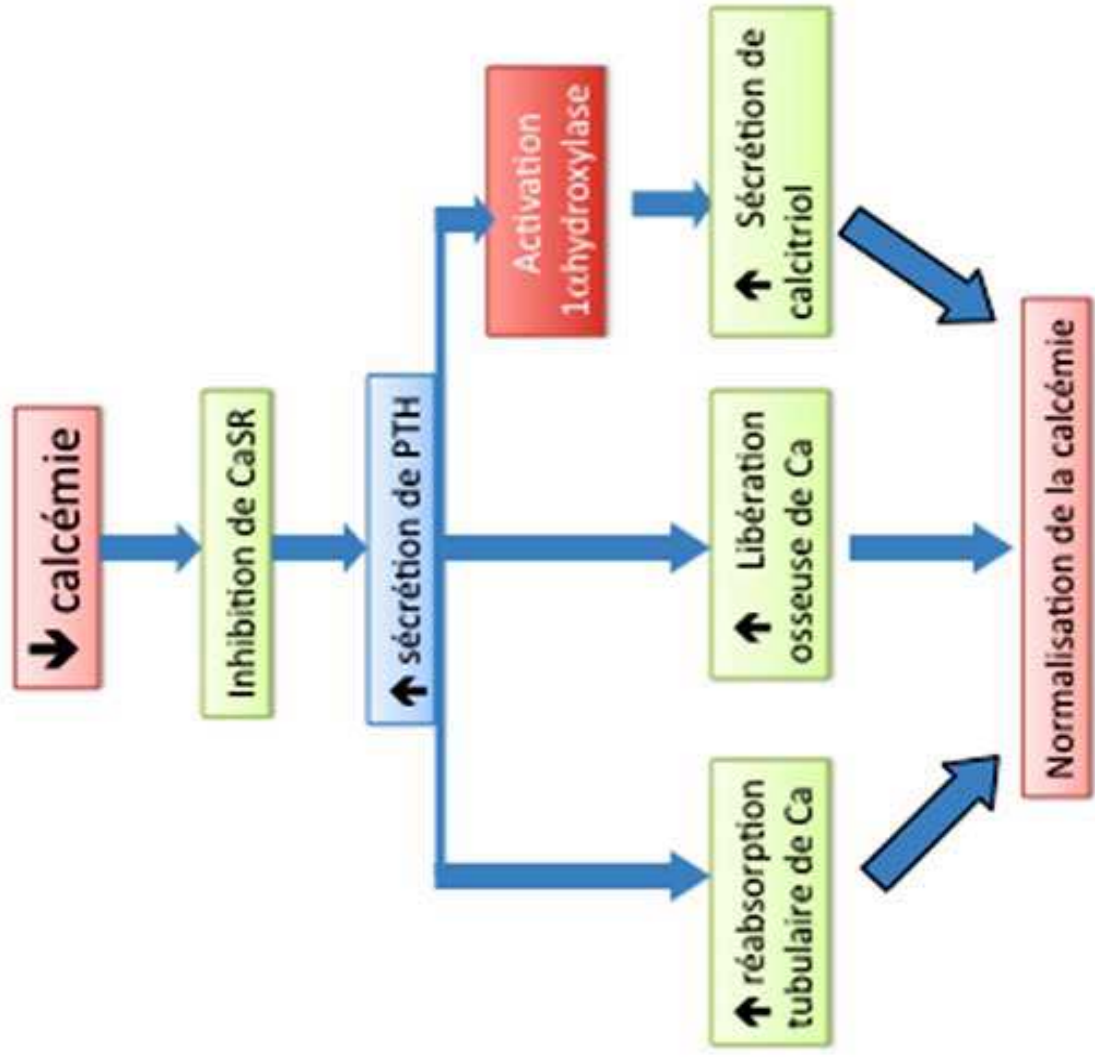 ↓ calcémie
Inhibition de CaSR
↑ sécrétion de PTH
Activation
1αhydroxylase
↑ réabsorption
tubulaire de Ca
↑ Libération
osseuse de Ca
↑ Sécrétion de
calcitriol
Normalisation de la calcémie